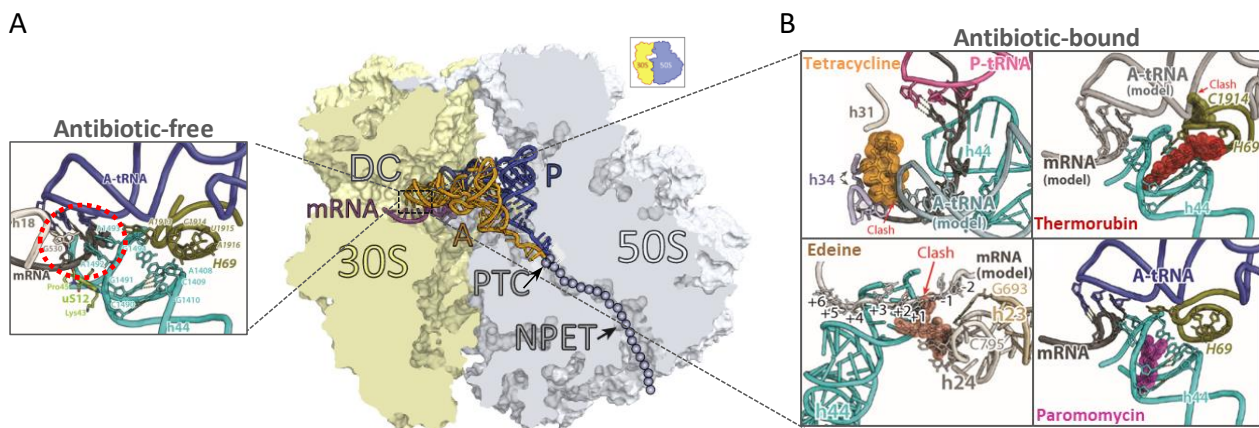 A
B
Antibiotic-free
A-tRNA
h18
G530
mRNA
Pro45
uS12
Lys43
A1493
A1492
G1491
A1913
C1914
U1915
A1916
H69
A1408
C1409
G1410
h44
30S
50S
DC
mRNA
P
A
30S
50S
PTC
NPET
Antibiotic-bound
Tetracycline
P-tRNA
h31
h44
h34
A-tRNA
(model)
Clash
A-tRNA
(model)
Clash
C1914
H69
mRNA
(model)
h44
Thermorubin
Edeine
Clash
mRNA
(model)
+6
+5
+4
+3
+2
+1
-1
-2
G693
h23
C795
h24
h44
A-tRNA
mRNA
H69
h44
Paromomycin